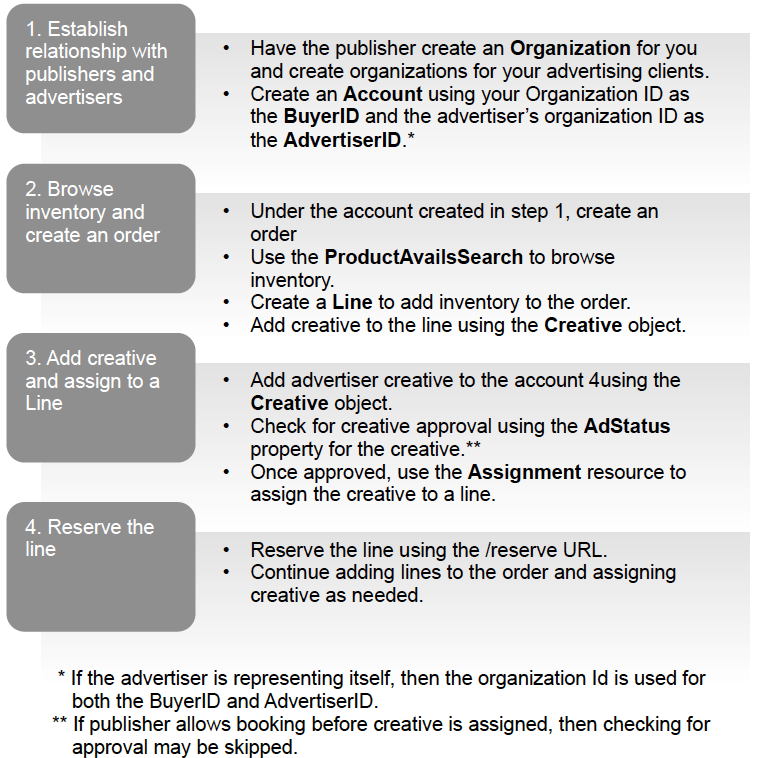 1. Establish
relationship with
publishers and
advertisers
• Have the publisher create an Organization for you
and create organizations for your advertising clients.
• Create an Account using your Organization ID as
the BuyerID and the advertiser's organization ID as
the AdvertiserID.*
2. Browse
inventory and
create an order
• Under the account created in step 1, create an
order
• Use the ProductAvailsSearch to browse
inventory.
• Create a Line to add inventory to the order.
• Add creative to the line using the Creative object.
3. Add creative
and assign to a
Line
• Add advertiser creative to the account 4using the
Creative object.
• Check for creative approval using the AdStatus
property for the creative.**
• Once approved, use the Assignment resource to
assign the creative to a line.
4. Reserve the
line
• Reserve the line using the /reserve URL.
• Continue adding lines to the order and assigning
creative as needed.
* If the advertiser is representing itself, then the organization Id is used for
both the BuyerID and AdvertiserID.
** If publisher allows booking before creative is assigned, then checking for
approval may be skipped.